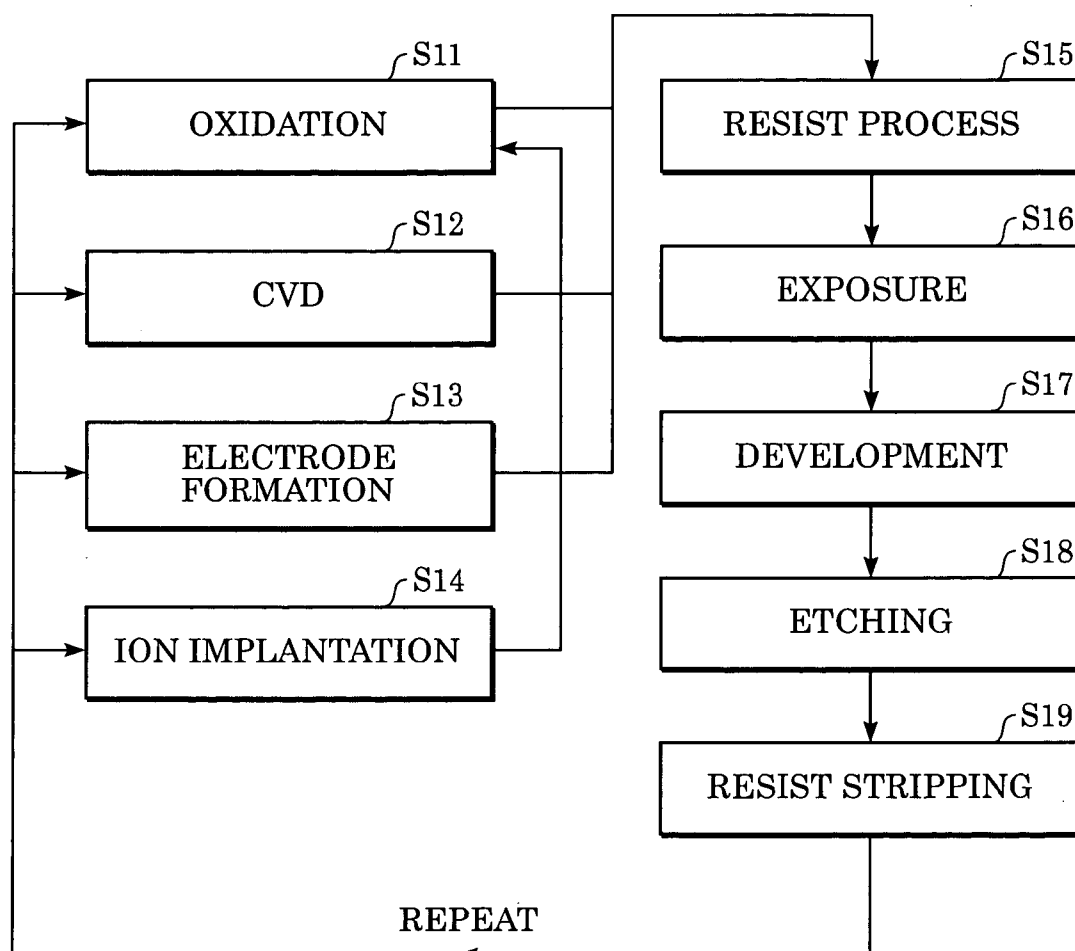 S11
OXIDATION
S12
CVD
S13
ELECTRODE
FORMATION
S14
ION IMPLANTATION
S15
RESIST PROCESS
S16
EXPOSURE
S17
DEVELOPMENT
S18
ETCHING
S19
RESIST STRIPPING
REPEAT